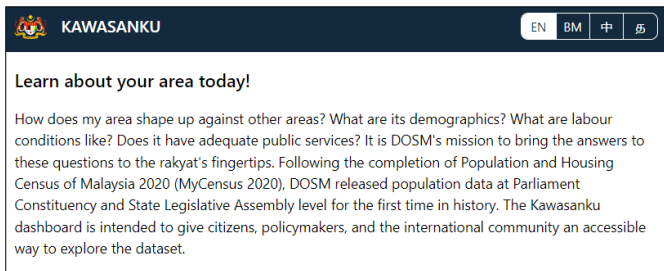 KAWASANKU
EN BM 中 த
Learn about your area today!
How does my area shape up against other areas? What are its demographics? What are labour
conditions like? Does it have adequate public services? It is DOSM's mission to bring the answers to
these questions to the rakyat's fingertips. Following the completion of Population and Housing
Census of Malaysia 2020 (MyCensus 2020), DOSM released population data at Parliament
Constituency and State Legislative Assembly level for the first time in history. The Kawasanku
dashboard is intended to give citizens, policymakers, and the international community an accessible
way to explore the dataset.